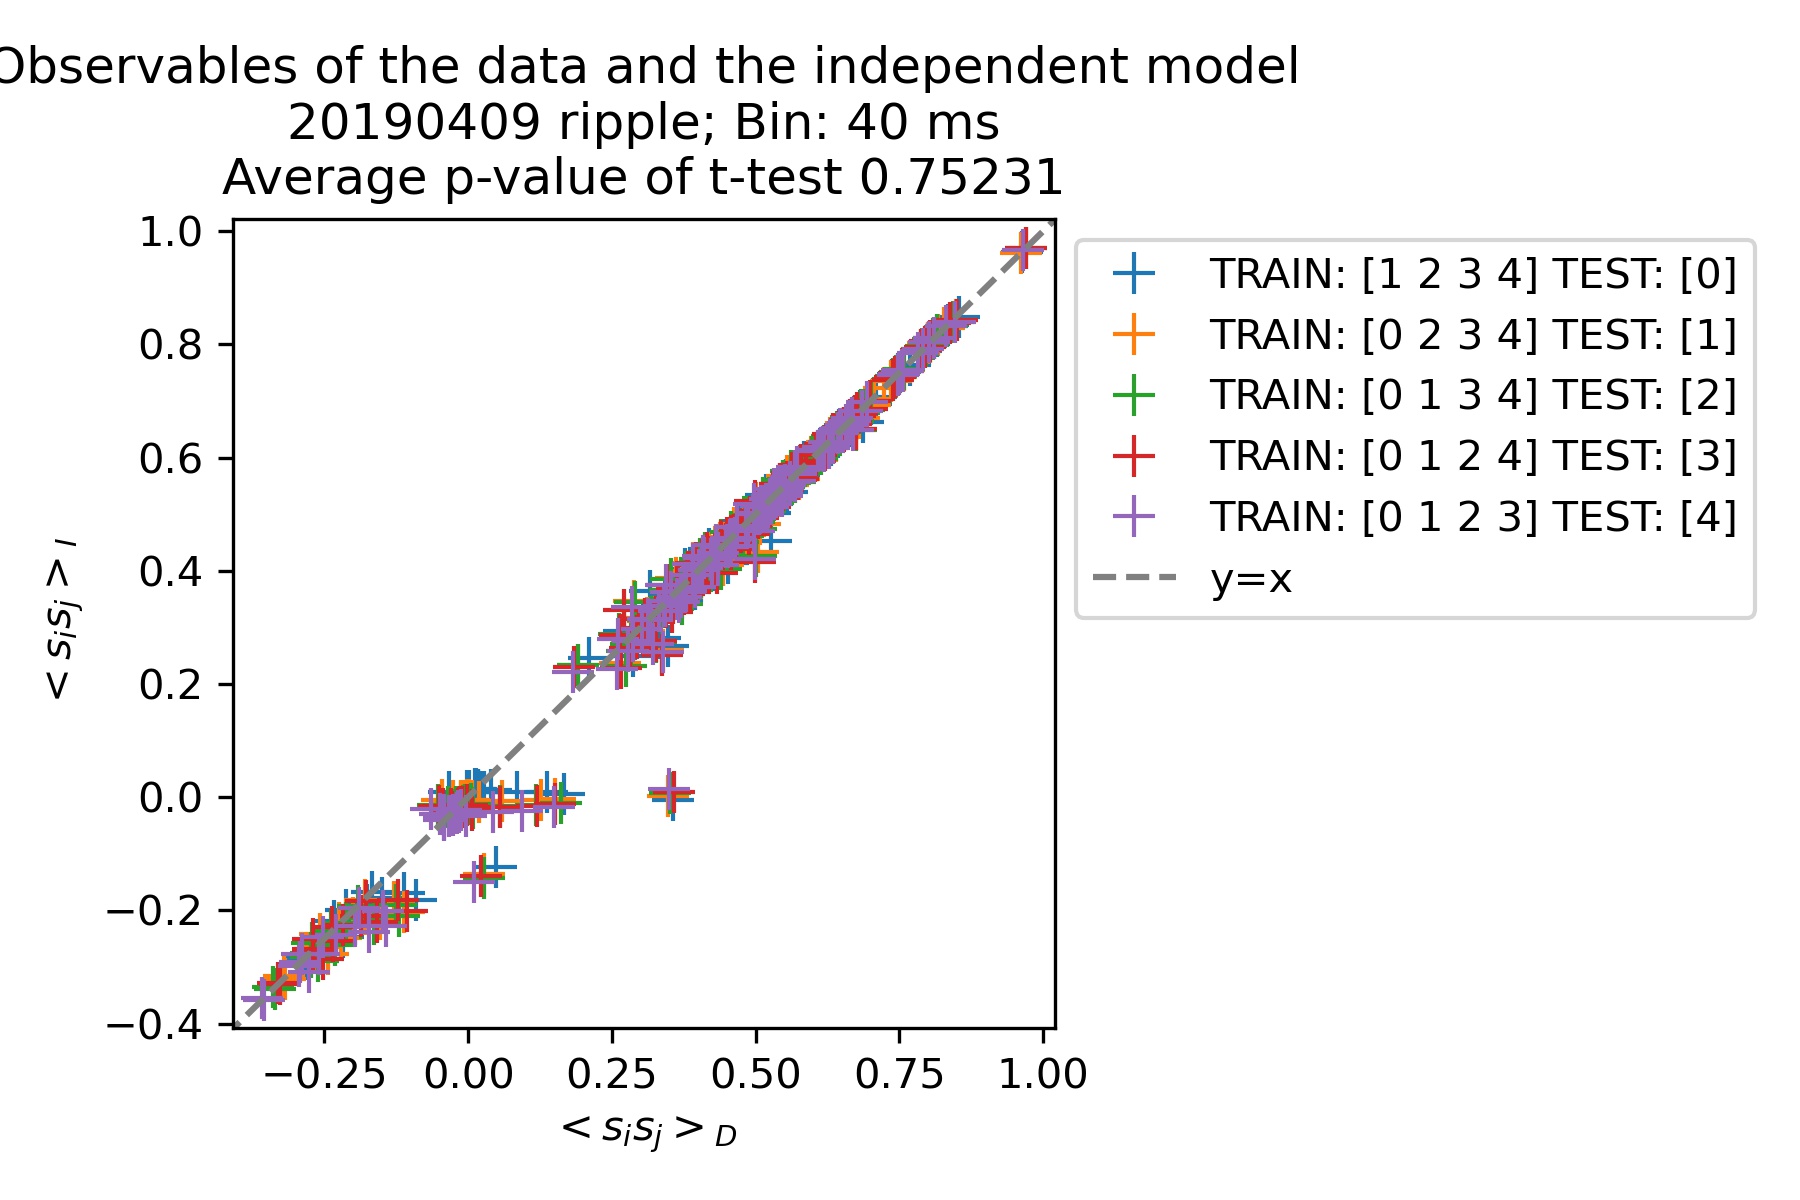 Observables of the data and the independent model
20190409 ripple; Bin: 40 ms
Average p-value of t-test 0.75231
1.0
0.8
0.6
0.4
0.2
0.0
−0.2
−0.4
−0.25 0.00 0.25 0.50 0.75 1.00
< s_i s_j >_D
< s_i s_j >_I
TRAIN: [1 2 3 4] TEST: [0]
TRAIN: [0 2 3 4] TEST: [1]
TRAIN: [0 1 3 4] TEST: [2]
TRAIN: [0 1 2 4] TEST: [3]
TRAIN: [0 1 2 3] TEST: [4]
y=x